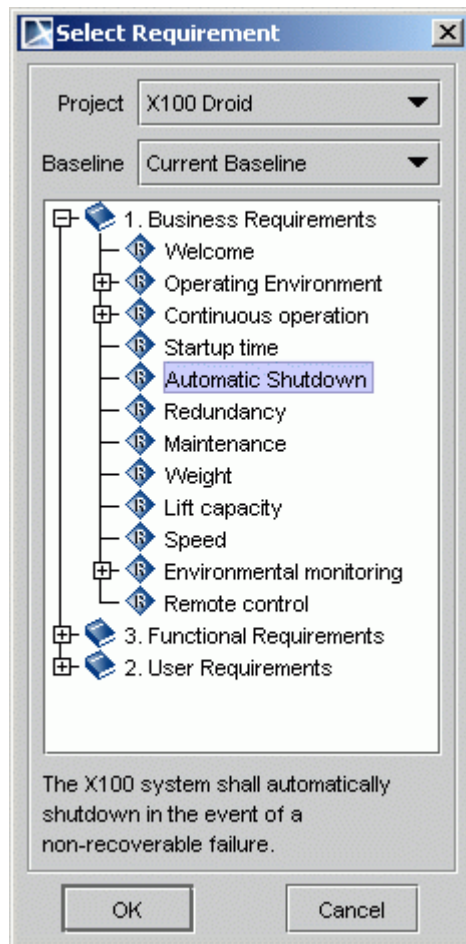 Select Requirement
Project X100 Droid
Baseline Current Baseline
1. Business Requirements
Welcome
Operating Environment
Continuous operation
Startup time
Automatic Shutdown
Redundancy
Maintenance
Weight
Lift capacity
Speed
Environmental monitoring
Remote control
3. Functional Requirements
2. User Requirements
The X100 system shall automatically
shutdown in the event of a
non-recoverable failure.
OK Cancel